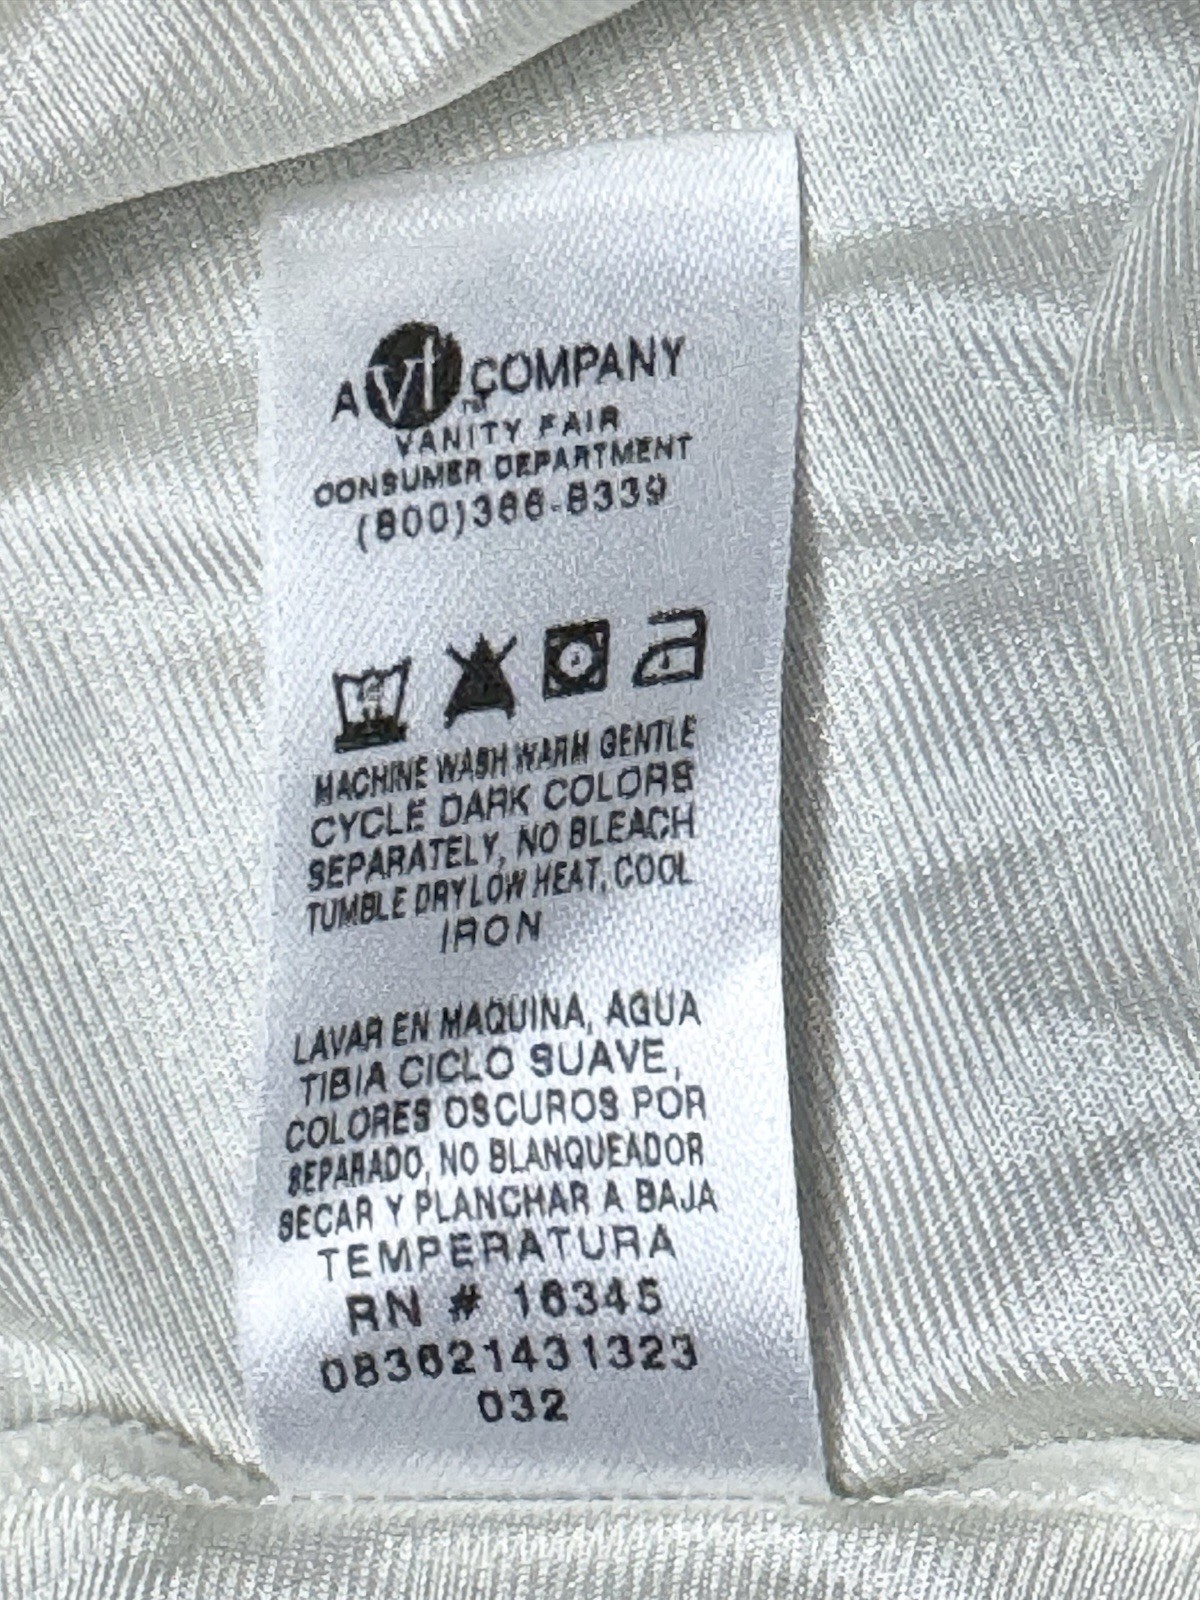 A vf COMPANY
TM
VANITY FAIR
CONSUMER DEPARTMENT
(800)366-8339
MACHINE WASH WARM GENTLE
CYCLE DARK COLORS
SEPARATELY, NO BLEACH
TUMBLE DRY LOW HEAT, COOL
IRON
LAVAR EN MAQUINA, AGUA
TIBIA CICLO SUAVE,
COLORES OSCUROS POR
SEPARADO, NO BLANQUEADOR
SECAR Y PLANCHAR A BAJA
TEMPERATURA
RN # 16345
083621431323
032